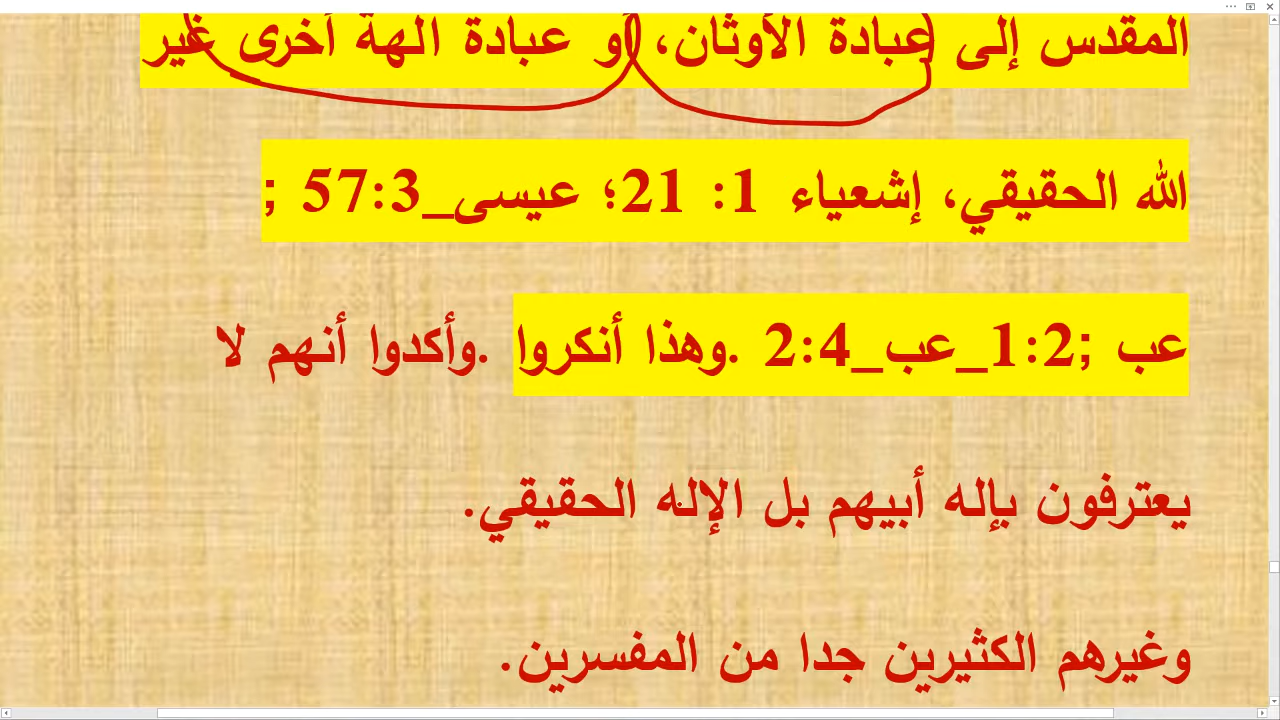 المقدس إلى (عبادة الأوثان)، (أو عبادة الهة أخرى غير
الله الحقيقي، إشعياء 1: 21؛ عيسى_57:3 ;
عب ;1:2_عب_2:4 .وهذا أنكروا .وأكدوا أنهم لا
يعترفون بإله أبيهم بل الإله الحقيقي.
وغيرهم الكثيرين جدا من المفسرين.